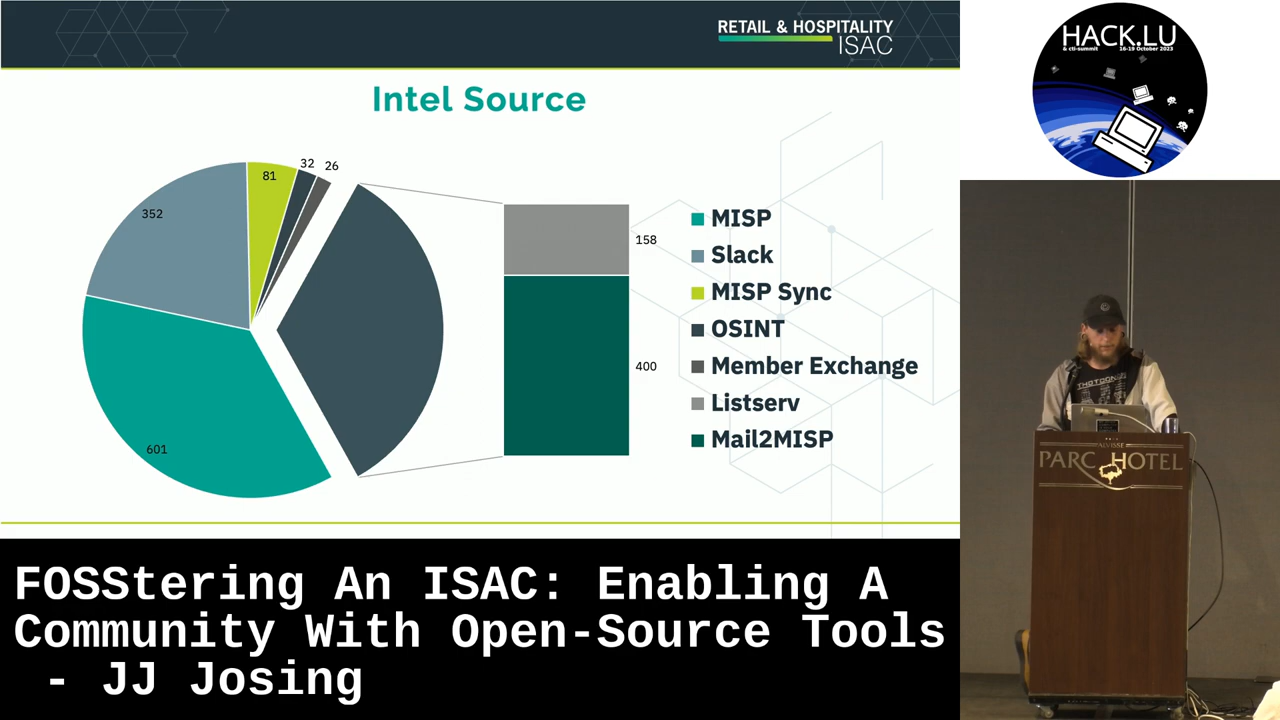 RETAIL & HOSPITALITY
ISAC
Intel Source
32
26
81
352
158
400
601
MISP
Slack
MISP Sync
OSINT
Member Exchange
Listserv
Mail2MISP
HACK.LU
& cti-summit 16-19 October 2023
ALVISSE
PARC HOTEL
FOSStering An ISAC: Enabling A
Community With Open-Source Tools
- JJ Josing